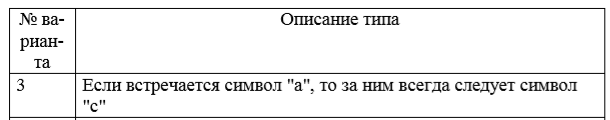 № ва-
риан-
та
Описание типа
3
Если встречается символ "a", то за ним всегда следует символ
"c"